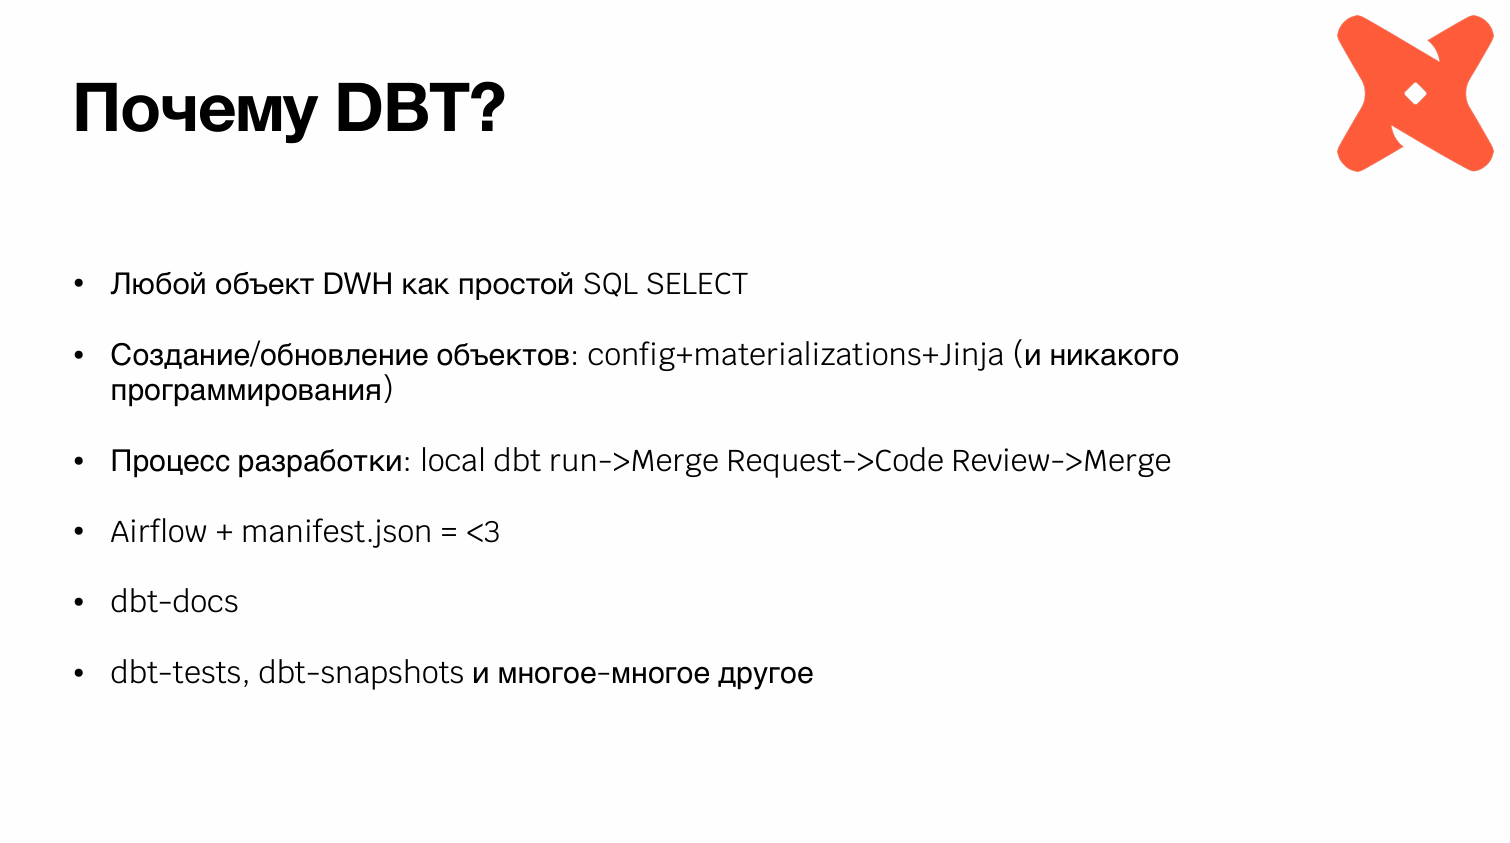 Почему DBT?
• Любой объект DWH как простой SQL SELECT
• Создание/обновление объектов: config+materializations+Jinja (и никакого
программирования)
• Процесс разработки: local dbt run->Merge Request->Code Review->Merge
• Airflow + manifest.json = <3
• dbt-docs
• dbt-tests, dbt-snapshots и многое-многое другое